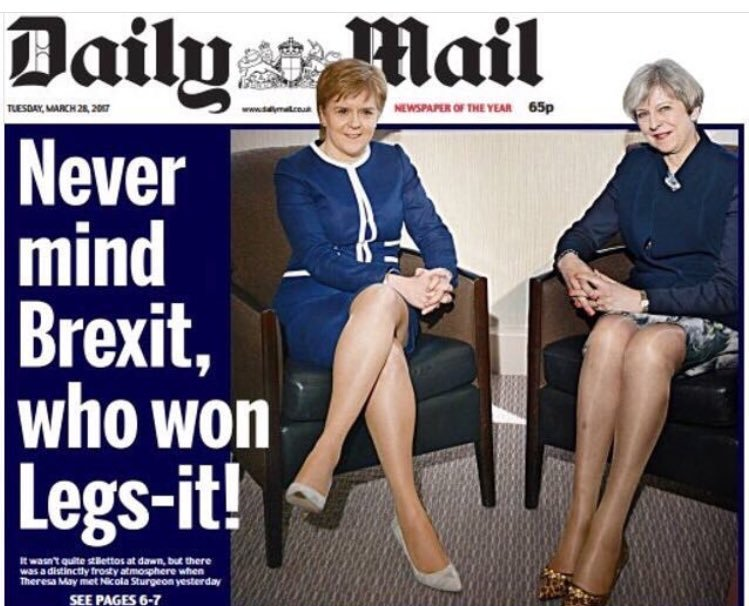 Daily Mail
TUESDAY, MARCH 28, 2017 www.dailymail.co.uk NEWSPAPER OF THE YEAR 65p
Never
mind
Brexit,
who won
Legs-it!
It wasn't quite stilettos at dawn, but there
was a distinctly frosty atmosphere when
Theresa May met Nicola Sturgeon yesterday
SEE PAGES 6-7